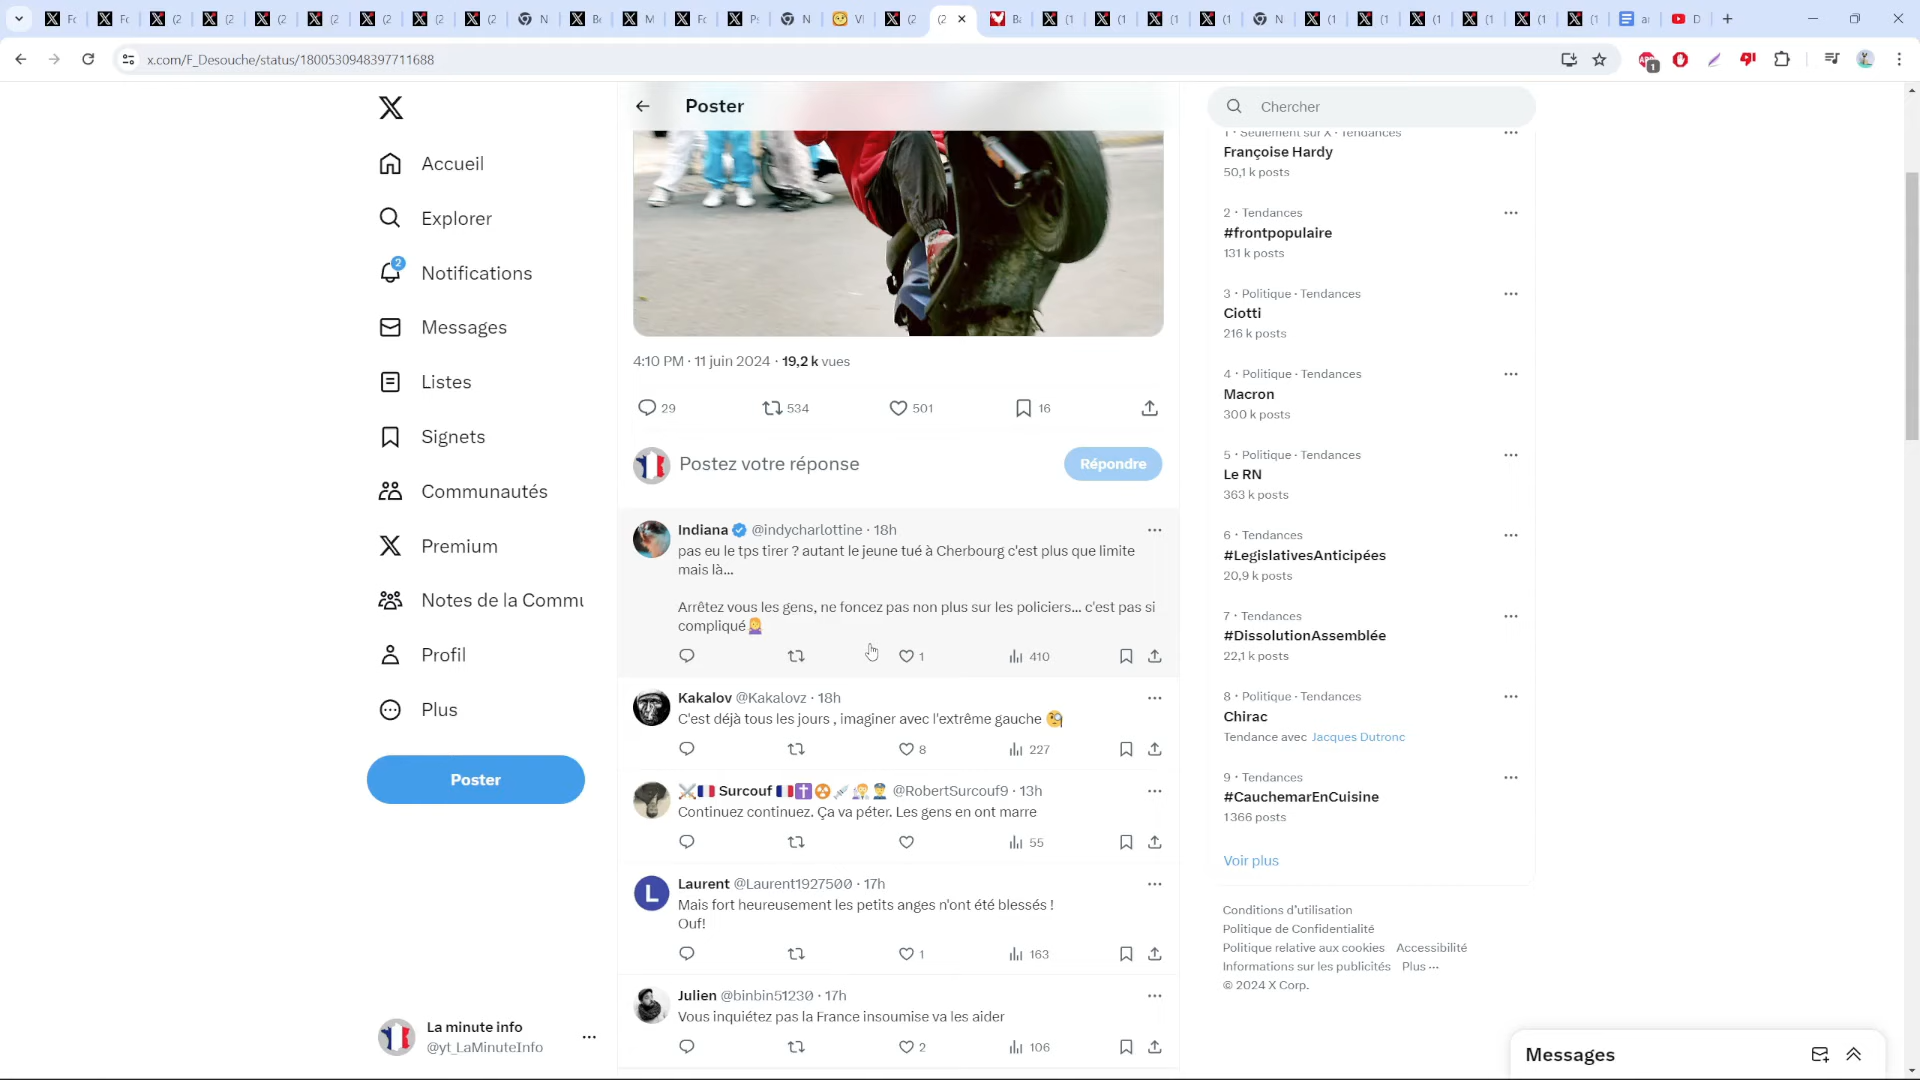 x.com/F_Desouche/status/1800530948397711688
1
Accueil
Explorer
2
Notifications
Messages
Listes
Signets
Communautés
Premium
Notes de la Commu
Profil
Plus
Poster
La minute info
@yt_LaMinuteInfo
Poster
4:10 PM · 11 juin 2024 · 19,2 k vues
29 534 501 16
Postez votre réponse
Répondre
Indiana @indycharlottine · 18h
pas eu le tps tirer ? autant le jeune tué à Cherbourg c'est plus que limite
mais là...
Arrêtez vous les gens, ne foncez pas non plus sur les policiers... c'est pas si
compliqué🤦‍♀️
1 410
Kakalov @Kakalovz · 18h
C'est déjà tous les jours , imaginer avec l'extrême gauche 🧐
8 227
Surcouf @RobertSurcouf9 · 13h
Continuez continuez. Ça va péter. Les gens en ont marre
55
L
Laurent @Laurent1927500 · 17h
Mais fort heureusement les petits anges n'ont été blessés !
Ouf!
1 163
Julien @binbin51230 · 17h
Vous inquiétez pas la France insoumise va les aider
2 106
Chercher
1 · Seulement sur X · Tendances
Françoise Hardy
50,1 k posts
2 · Tendances
#frontpopulaire
131 k posts
3 · Politique · Tendances
Ciotti
216 k posts
4 · Politique · Tendances
Macron
300 k posts
5 · Politique · Tendances
Le RN
363 k posts
6 · Tendances
#LegislativesAnticipées
20,9 k posts
7 · Tendances
#DissolutionAssemblée
22,1 k posts
8 · Politique · Tendances
Chirac
Tendance avec Jacques Dutronc
9 · Tendances
#CauchemarEnCuisine
1 366 posts
Voir plus
Conditions d'utilisation
Politique de Confidentialité
Politique relative aux cookies Accessibilité
Informations sur les publicités Plus ···
© 2024 X Corp.
Messages